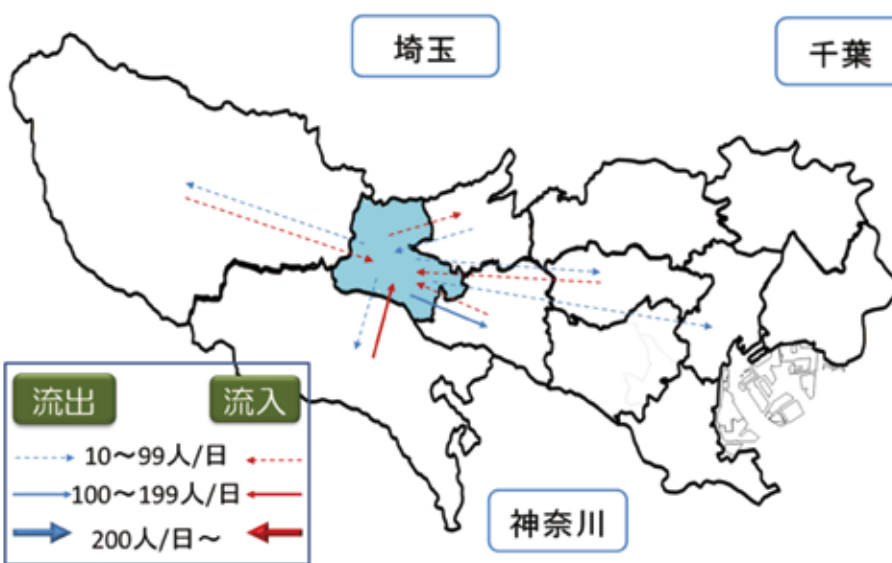 埼玉
千葉
流出 流入
10～99人/日
100～199人/日
200人/日～
神奈川